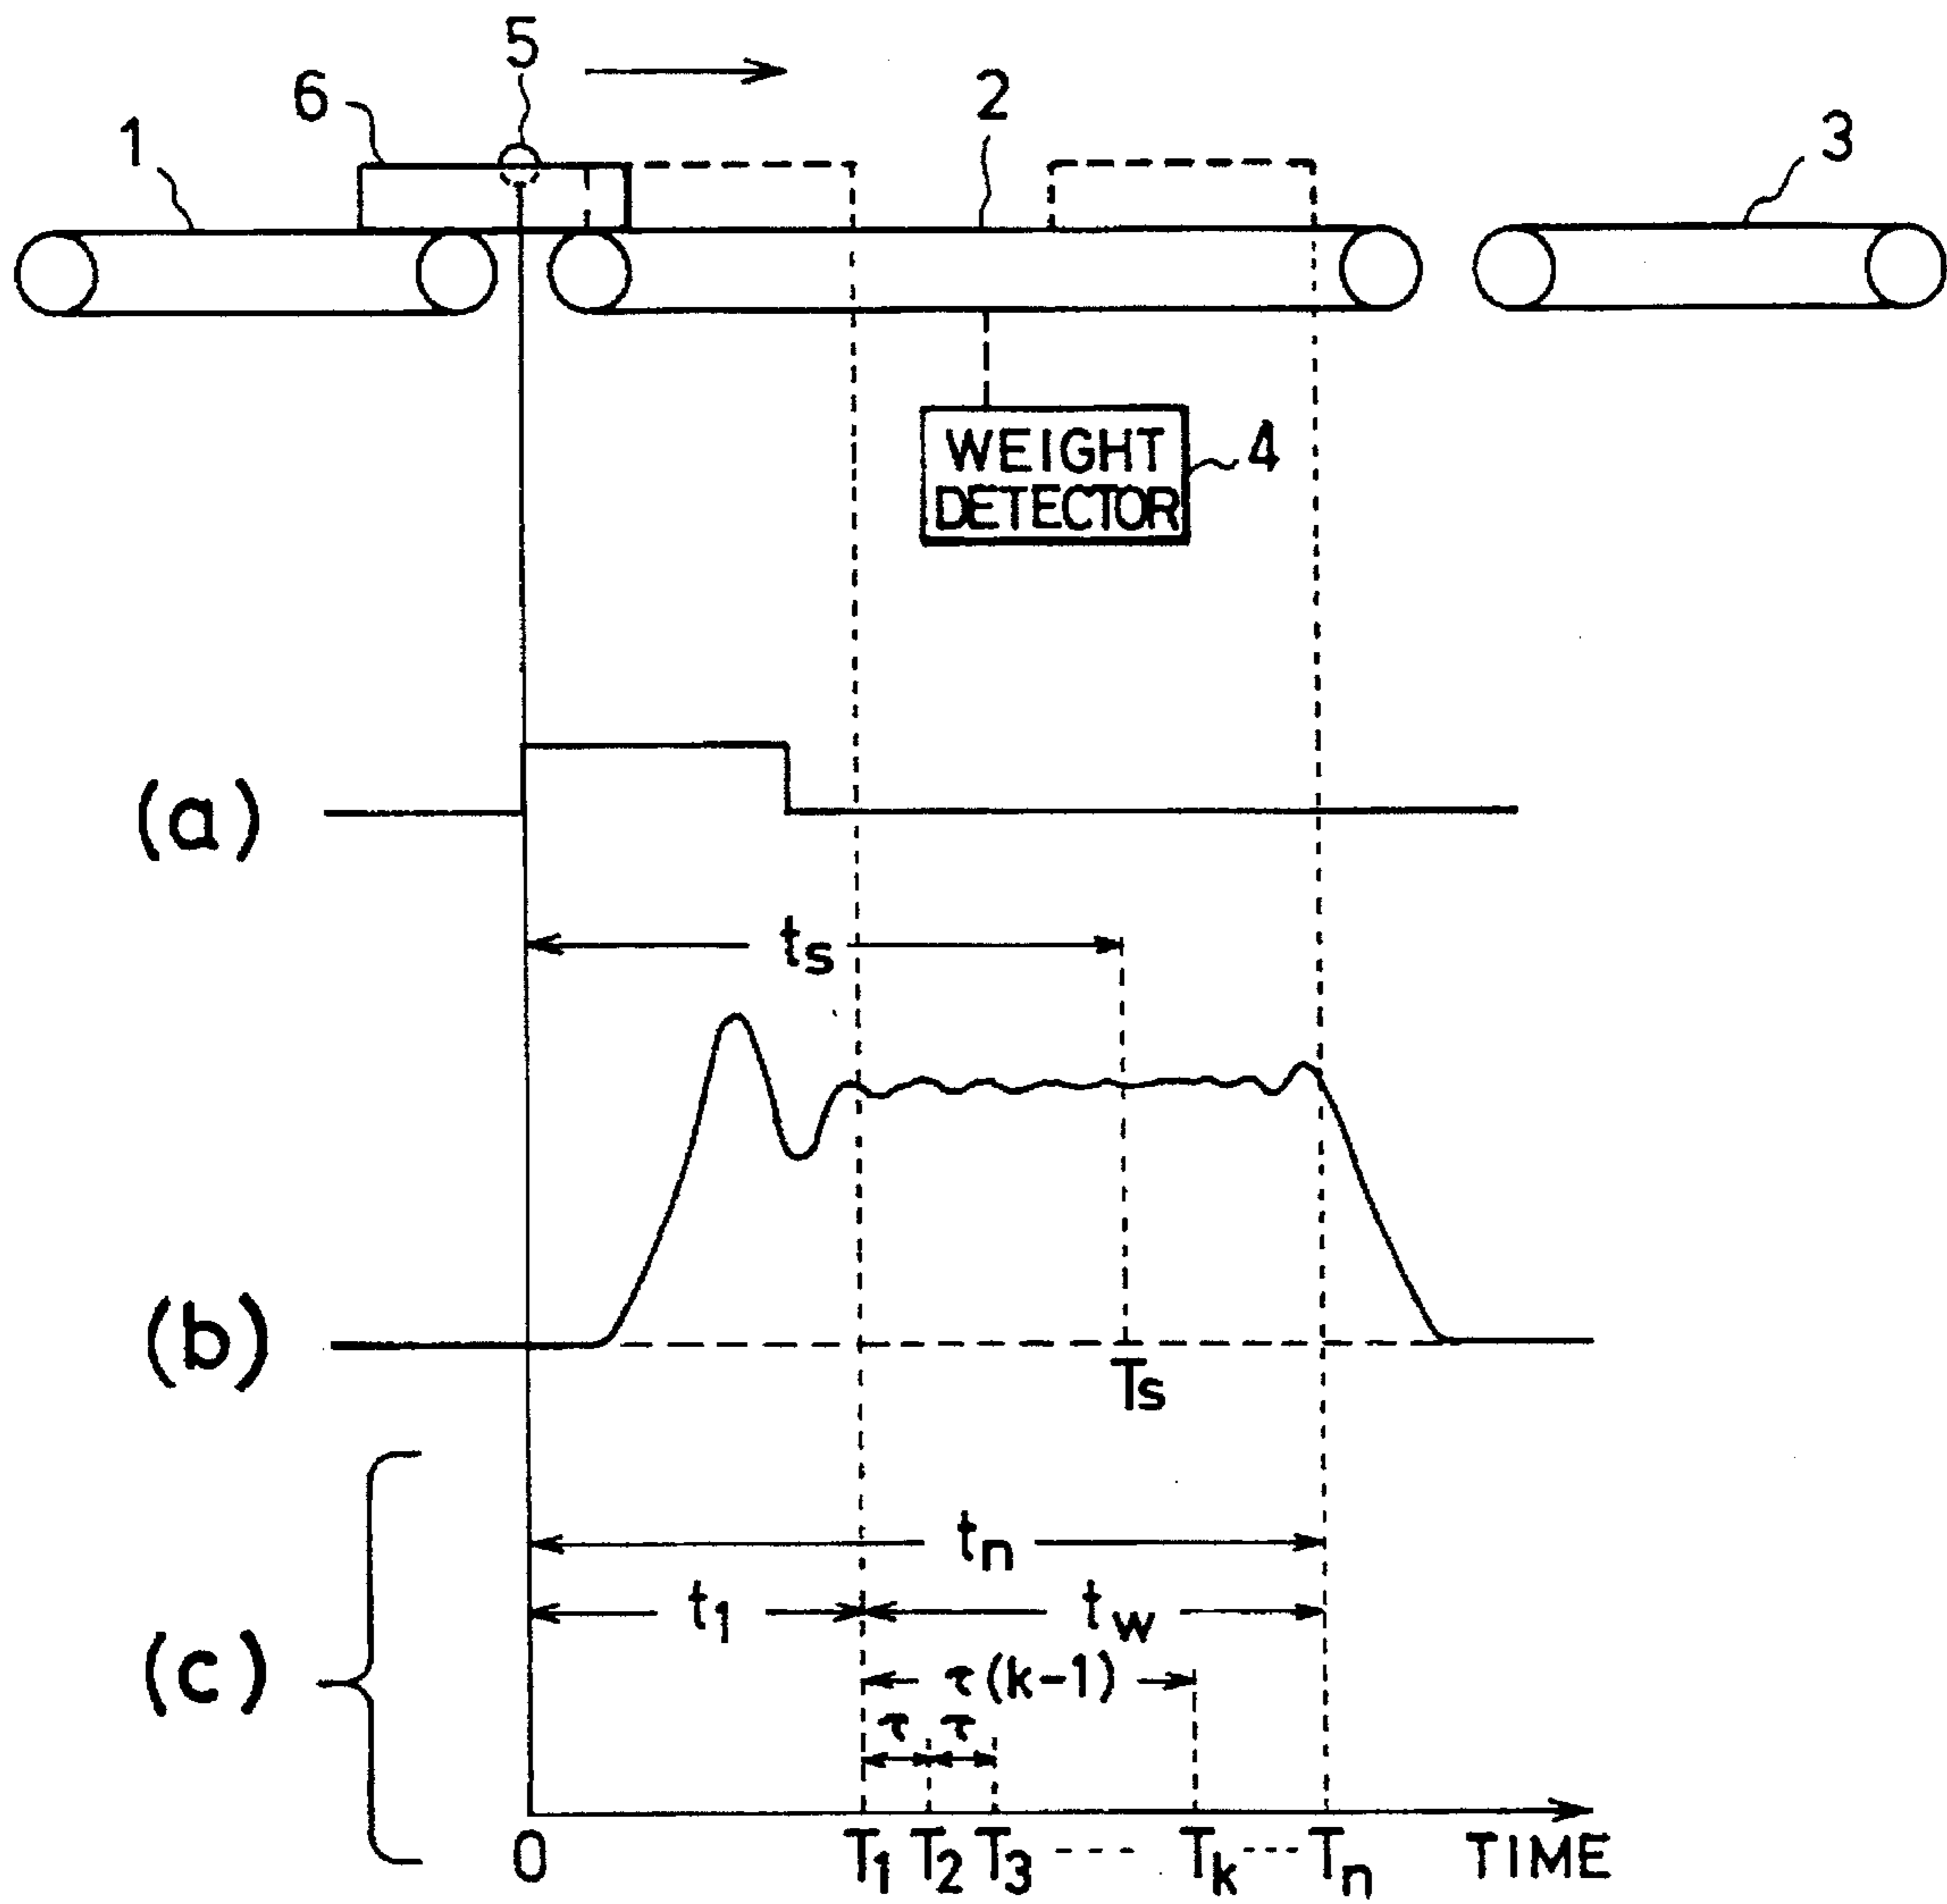 5
6
2
1
3
WEIGHT
DETECTOR
4
(a)
ts
(b)
Ts
tn
t1
tw
(c)
τ(k-1)
τ τ
0 T1 T2 T3 ---- Tk --- Tn TIME